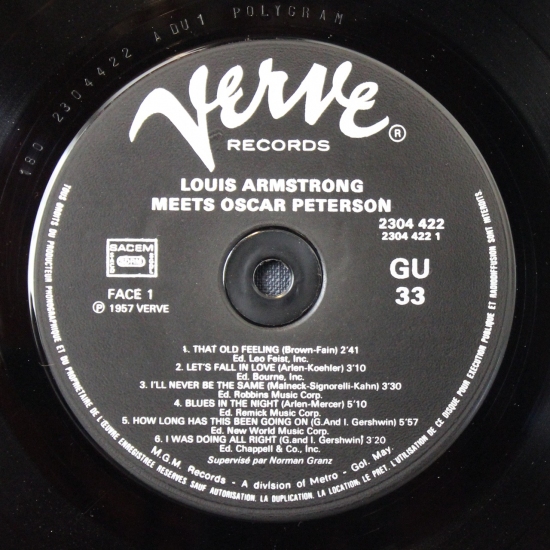 180 2304422 A DU 1 POLYGRAM
Verve
®
RECORDS
LOUIS ARMSTRONG
MEETS OSCAR PETERSON
2304 422
2304 422 1
SACEM
FACE 1
℗ 1957 VERVE
GU
33
1. THAT OLD FEELING (Brown-Fain) 2'41
Ed. Leo Feist, Inc.
2. LET'S FALL IN LOVE (Arlen-Koehler) 3'10
Ed. Bourne, Inc.
3. I'LL NEVER BE THE SAME (Malneck-Signorelli-Kahn) 3'30
Ed. Robbins Music Corp.
4. BLUES IN THE NIGHT (Arlen-Mercer) 5'10
Ed. Remick Music Corp.
5. HOW LONG HAS THIS BEEN GOING ON (G.And I. Gershwin) 5'57
Ed. New World Music Corp.
6. I WAS DOING ALL RIGHT (G.and I. Gershwin) 3'20
Ed. Chappell & Co., Inc.
Supervisé par Norman Granz
M.G.M. Records - A division of Metro - Gol. May.
TOUS DROITS DU PRODUCTEUR PHONOGRAPHIQUE ET DU PROPRIETAIRE DE L'ŒUVRE ENREGISTREE RESERVES SAUF AUTORISATION. LA DUPLICATION. LA LOCATION. LE PRET. L'UTILISATION DE CE DISQUE POUR EXECUTION PUBLIQUE ET RADIODIFFUSION SONT INTERDITS.